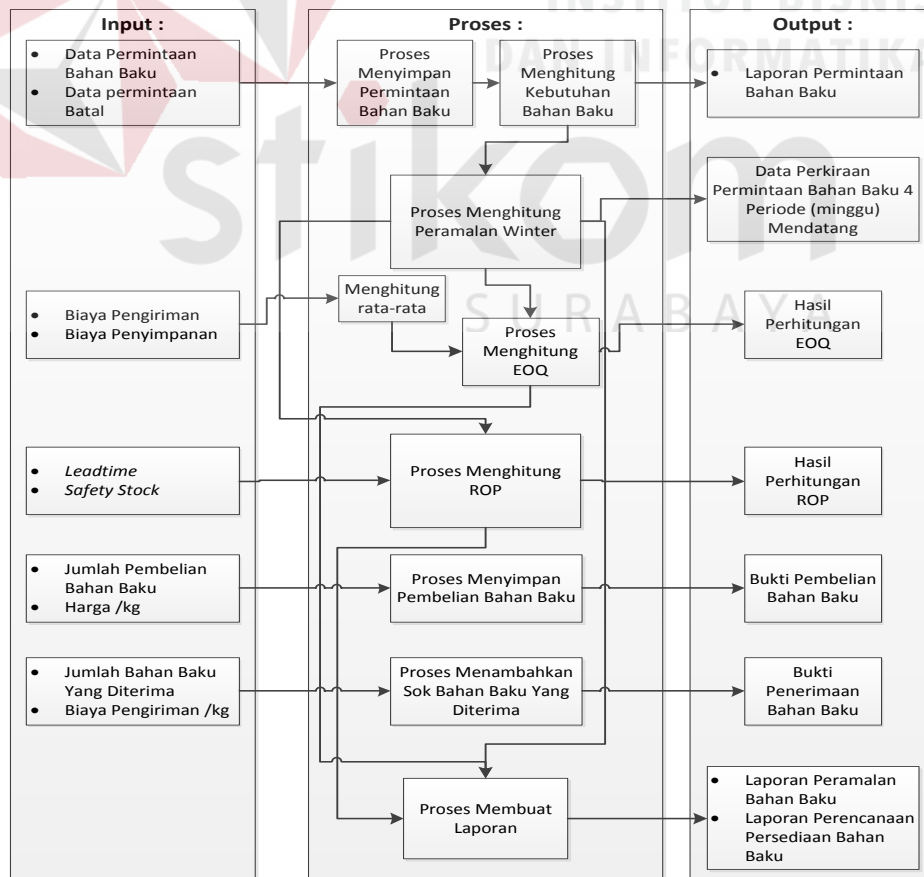 INSTITUT BISNIS
DAN INFORMATIKA
stikom
SURABAYA
Input :
Proses :
Output :
• Data Permintaan
Bahan Baku
• Data permintaan
Batal
Proses
Menyimpan
Permintaan
Bahan Baku
Proses
Menghitung
Kebutuhan
Bahan Baku
• Laporan Permintaan
Bahan Baku
Proses Menghitung
Peramalan Winter
Data Perkiraan
Permintaan Bahan Baku 4
Periode (minggu)
Mendatang
• Biaya Pengiriman
• Biaya Penyimpanan
Menghitung
rata-rata
Proses
Menghitung
EOQ
Hasil
Perhitungan
EOQ
• Leadtime
• Safety Stock
Proses Menghitung
ROP
Hasil
Perhitungan
ROP
• Jumlah Pembelian
Bahan Baku
• Harga /kg
Proses Menyimpan
Pembelian Bahan Baku
Bukti Pembelian
Bahan Baku
• Jumlah Bahan Baku
Yang Diterima
• Biaya Pengiriman /kg
Proses Menambahkan
Sok Bahan Baku Yang
Diterima
Bukti
Penerimaan
Bahan Baku
Proses Membuat
Laporan
• Laporan Peramalan
Bahan Baku
• Laporan Perencanaan
Persediaan Bahan
Baku